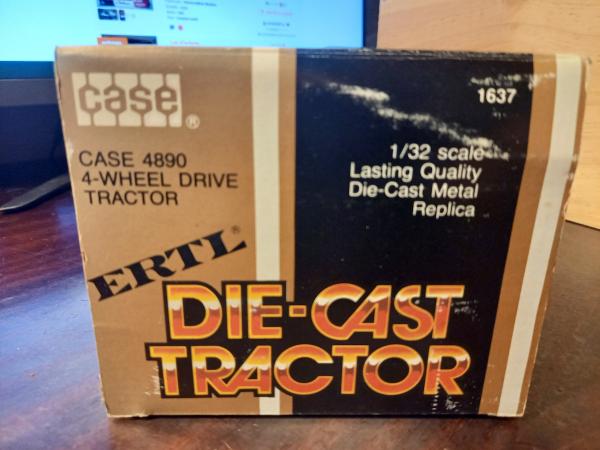 case®
CASE 4890
4-WHEEL DRIVE
TRACTOR
1637
1/32 scale
Lasting Quality
Die-Cast Metal
Replica
ERTL®
DIE-CAST
TRACTOR